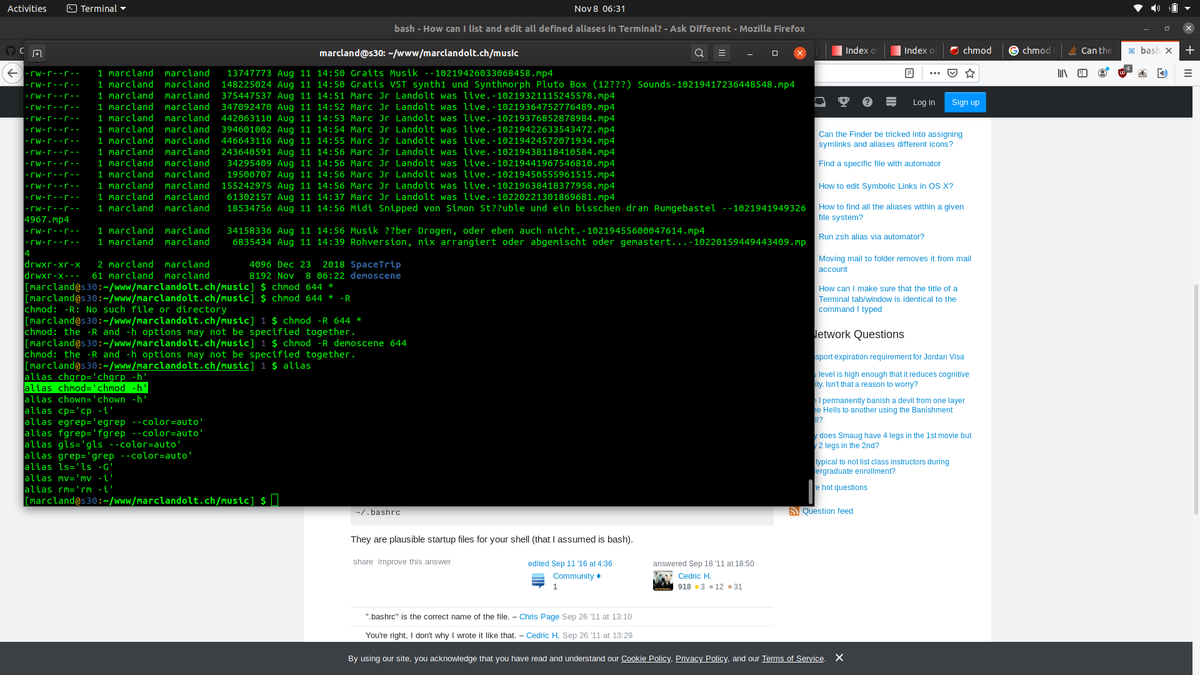 Activities
Terminal
Nov 8 06:31
bash - How can I list and edit all defined aliases in Terminal? - Ask Different - Mozilla Firefox
marcland@s30: ~/www/marclandolt.ch/music
Index o
Index o
chmod
chmod
Can the
bash
-rw-r--r-- 1 marcland marcland 13747773 Aug 11 14:50 Gratis Musik --10219426033068458.mp4
-rw-r--r-- 1 marcland marcland 148225024 Aug 11 14:50 Gratis VST synth1 und Synthmorph Pluto Box (12????) Sounds-10219417236448548.mp4
-rw-r--r-- 1 marcland marcland 375447537 Aug 11 14:51 Marc Jr Landolt was live.-10219321115245578.mp4
-rw-r--r-- 1 marcland marcland 347092470 Aug 11 14:52 Marc Jr Landolt was live.-10219364752776489.mp4
-rw-r--r-- 1 marcland marcland 442063110 Aug 11 14:53 Marc Jr Landolt was live.-10219376852878984.mp4
-rw-r--r-- 1 marcland marcland 394601002 Aug 11 14:54 Marc Jr Landolt was live.-10219422633543472.mp4
-rw-r--r-- 1 marcland marcland 446643116 Aug 11 14:55 Marc Jr Landolt was live.-10219424572071934.mp4
-rw-r--r-- 1 marcland marcland 243640591 Aug 11 14:56 Marc Jr Landolt was live.-10219438118410584.mp4
-rw-r--r-- 1 marcland marcland 34295409 Aug 11 14:56 Marc Jr Landolt was live.-10219441967546810.mp4
-rw-r--r-- 1 marcland marcland 19500707 Aug 11 14:56 Marc Jr Landolt was live.-10219450555961515.mp4
-rw-r--r-- 1 marcland marcland 155242975 Aug 11 14:56 Marc Jr Landolt was live.-10219638418377958.mp4
-rw-r--r-- 1 marcland marcland 61302157 Aug 11 14:37 Marc Jr Landolt was live.-10220221301869681.mp4
-rw-r--r-- 1 marcland marcland 18534756 Aug 11 14:56 Midi Snipped von Simon St??uble und ein bisschen dran Rumgebastel --1021941949326
4967.mp4
-rw-r--r-- 1 marcland marcland 34158336 Aug 11 14:56 Musik ??ber Drogen, oder eben auch nicht.-10219455600047614.mp4
-rw-r--r-- 1 marcland marcland 6835434 Aug 11 14:39 Rohversion, nix arrangiert oder abgemischt oder gemastert...-10220159449443409.mp
4
drwxr-xr-x 2 marcland marcland 4096 Dec 23 2018 SpaceTrip
drwxr-x--- 61 marcland marcland 8192 Nov 8 06:22 demoscene
[marcland@s30:~/www/marclandolt.ch/music] $ chmod 644 *
[marcland@s30:~/www/marclandolt.ch/music] $ chmod 644 * -R
chmod: -R: No such file or directory
[marcland@s30:~/www/marclandolt.ch/music] 1 $ chmod -R 644 *
chmod: the -R and -h options may not be specified together.
[marcland@s30:~/www/marclandolt.ch/music] 1 $ chmod -R demoscene 644
chmod: the -R and -h options may not be specified together.
[marcland@s30:~/www/marclandolt.ch/music] 1 $ alias
alias chgrp='chgrp -h'
alias chmod='chmod -h'
alias chown='chown -h'
alias cp='cp -i'
alias egrep='egrep --color=auto'
alias fgrep='fgrep --color=auto'
alias gls='gls --color=auto'
alias grep='grep --color=auto'
alias ls='ls -G'
alias mv='mv -i'
alias rm='rm -i'
[marcland@s30:~/www/marclandolt.ch/music] $
Log in
Sign up
Can the Finder be tricked into assigning
symlinks and aliases different icons?
Find a specific file with automator
How to edit Symbolic Links in OS X?
How to find all the aliases within a given
file system?
Run zsh alias via automator?
Moving mail to folder removes it from mail
account
How can I make sure that the title of a
Terminal tab/window is identical to the
command I typed
Network Questions
sport expiration requirement for Jordan Visa
level is high enough that it reduces cognitive
ity. Isn't that a reason to worry?
I permanently banish a devil from one layer
he Hells to another using the Banishment
ll?
y does Smaug have 4 legs in the 1st movie but
2 legs in the 2nd?
typical to not list class instructors during
ergraduate enrollment?
e hot questions
Question feed
~/.bashrc
They are plausible startup files for your shell (that I assumed is bash).
share improve this answer
edited Sep 11 '16 at 4:36
Community ♦
1
answered Sep 18 '11 at 18:50
Cedric H.
918 3 12 31
".bashrc" is the correct name of the file. – Chris Page Sep 26 '11 at 13:10
You're right, I don't why I wrote it like that. – Cedric H. Sep 26 '11 at 13:29
By using our site, you acknowledge that you have read and understand our Cookie Policy, Privacy Policy, and our Terms of Service.